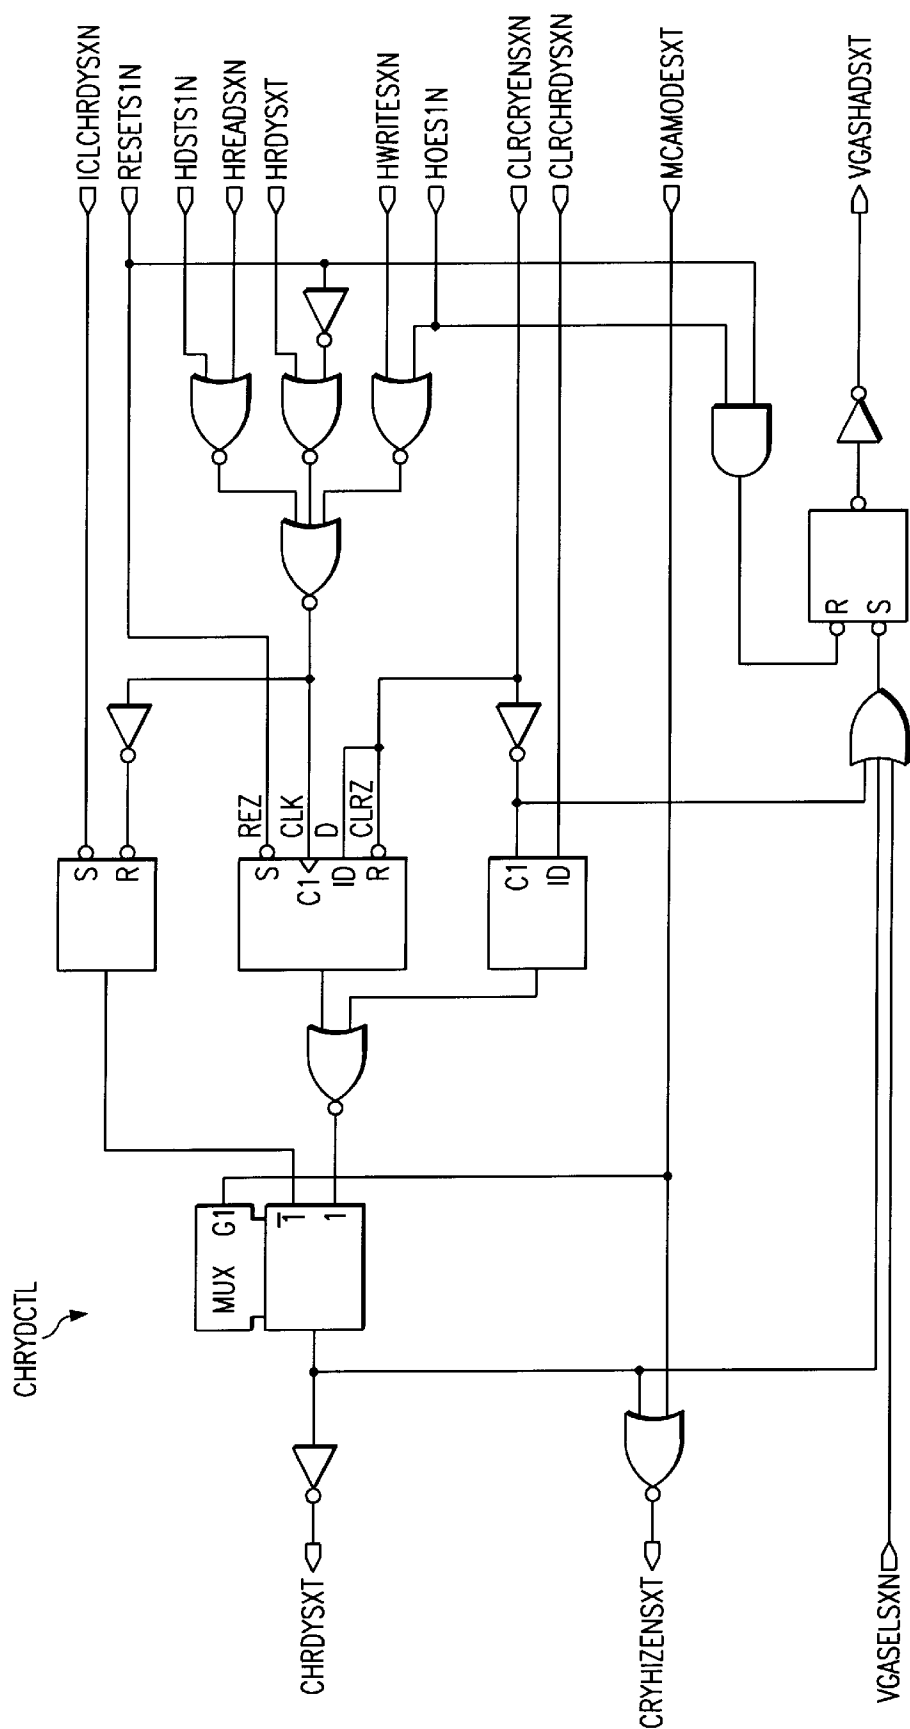 ICLCHRDYSXN
RESETS1N
HDSTS1N
HREADSXN
HRDYSXT
HWRITESXN
HOES1N
CLRCRYENSXN
CLRCHRDYSXN
MCAMODESXT
VGASHADSXT
R
S
S
R
REZ
CLK
D
CLRZ
S
C1
ID
R
C1
ID
MUX G1
1
1
CHRYDCTL
CHRDYSXT
CRYHIZENSXT
VGASELSXN